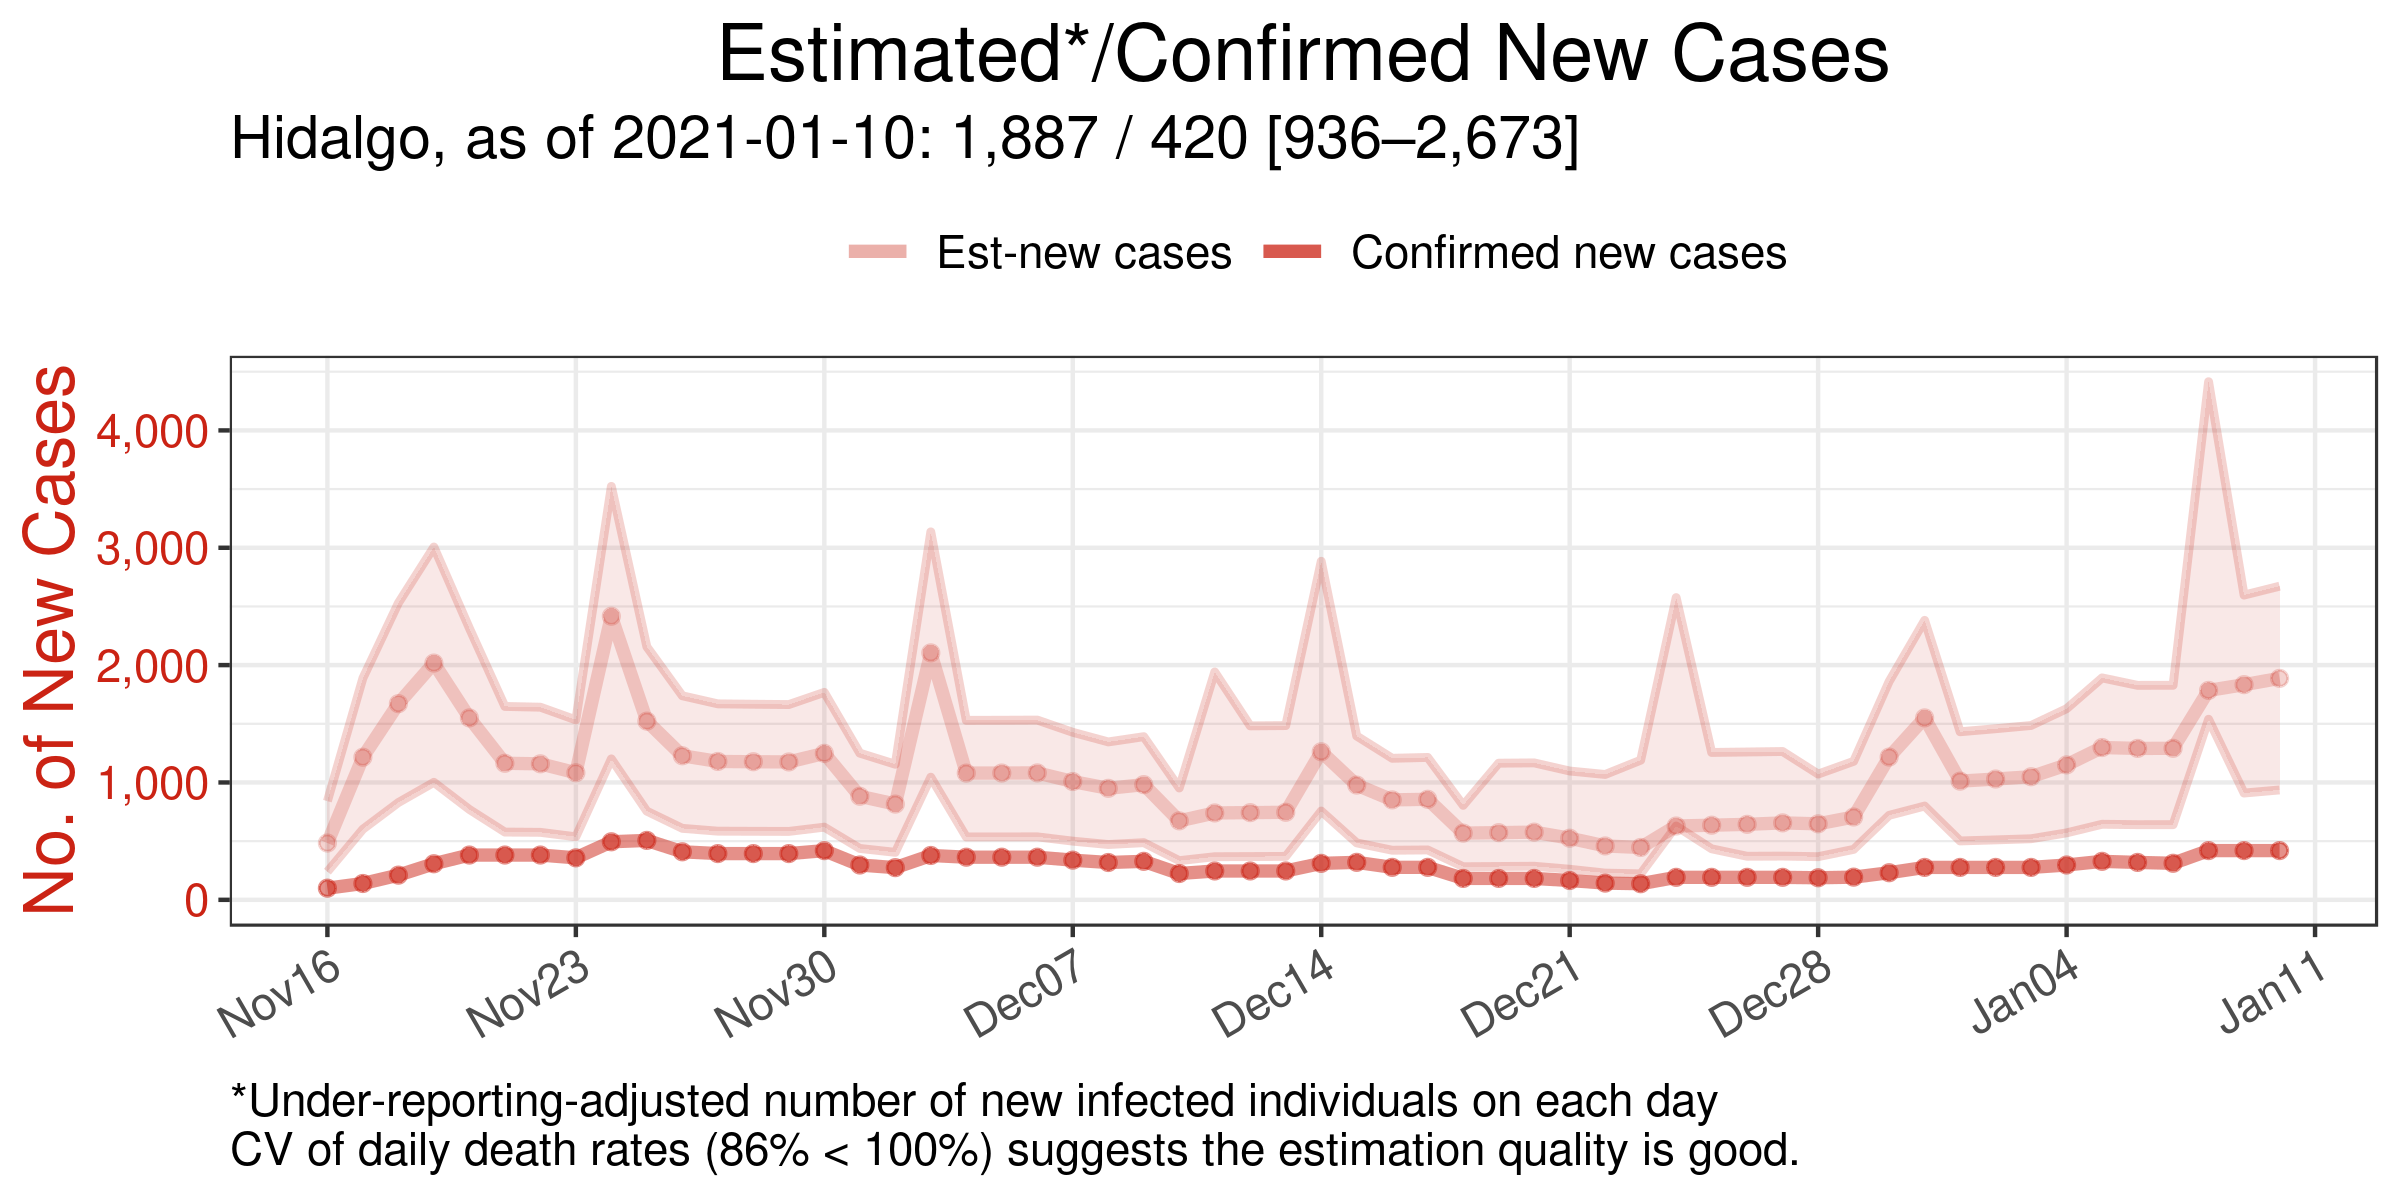 Estimated*/Confirmed New Cases
Hidalgo, as of 2021-01-10: 1,887 / 420 [936–2,673]
Est-new cases
Confirmed new cases
No. of New Cases
4,000
3,000
2,000
1,000
0
Nov16
Nov23
Nov30
Dec07
Dec14
Dec21
Dec28
Jan04
Jan11
*Under-reporting-adjusted number of new infected individuals on each day
CV of daily death rates (86% < 100%) suggests the estimation quality is good.